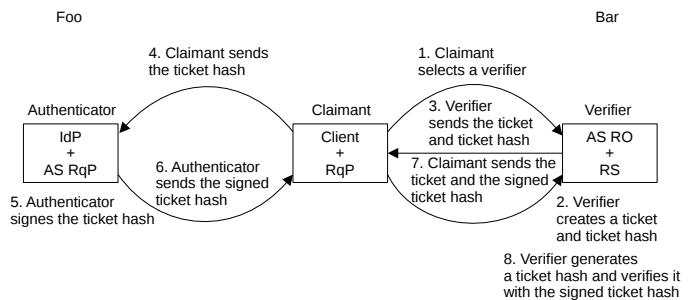 Foo
Bar
4. Claimant sends
the ticket hash
1. Claimant
selects a verifier
Authenticator
Claimant
Verifier
3. Verifier
sends the ticket
and ticket hash
IdP
+
AS RqP
Client
+
RqP
AS RO
+
RS
6. Authenticator
sends the signed
ticket hash
7. Claimant sends the
ticket and the signed
ticket hash
5. Authenticator
signes the ticket hash
2. Verifier
creates a ticket
and ticket hash
8. Verifier generates
a ticket hash and verifies it
with the signed ticket hash